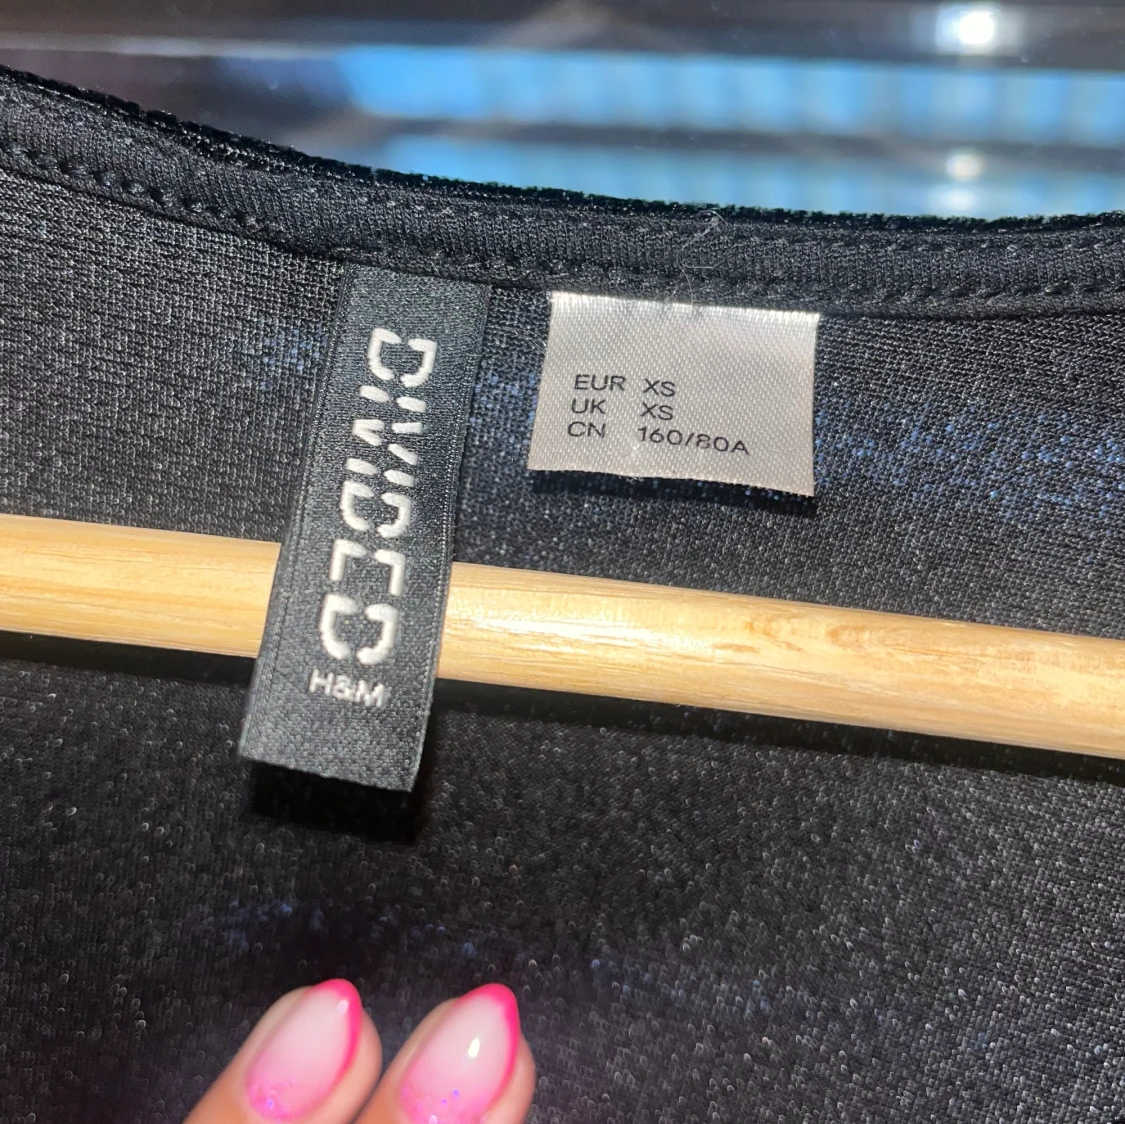 DIVIDED
H&M
EUR XS
UK XS
CN 160/80A